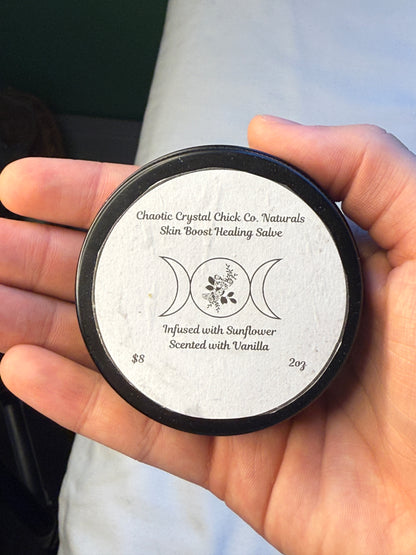 Chaotic Crystal Chick Co. Naturals
Skin Boost Healing Salve
Infused with Sunflower
Scented with Vanilla
$8 2oz